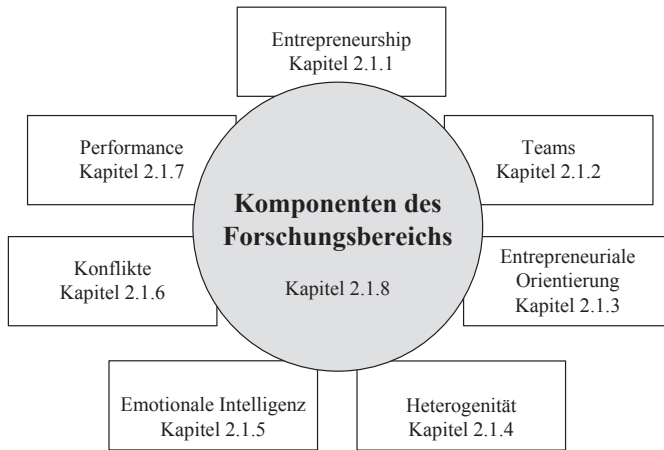 Entrepreneurship
Kapitel 2.1.1
Performance
Kapitel 2.1.7
Teams
Kapitel 2.1.2
Komponenten des
Forschungsbereichs
Kapitel 2.1.8
Konflikte
Kapitel 2.1.6
Entrepreneuriale
Orientierung
Kapitel 2.1.3
Emotionale Intelligenz
Kapitel 2.1.5
Heterogenität
Kapitel 2.1.4